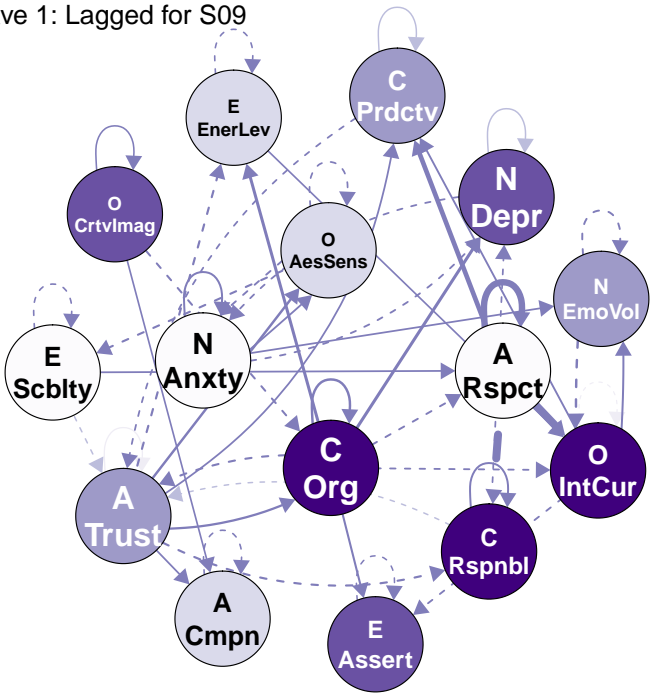 ve 1: Lagged for S09
C
Prdctv
E
EnerLev
N
Depr
O
CrtvImag
O
AesSens
N
EmoVol
E
Scblty
N
Anxty
A
Rspct
C
Org
O
IntCur
A
Trust
C
Rspnbl
A
Cmpn
E
Assert